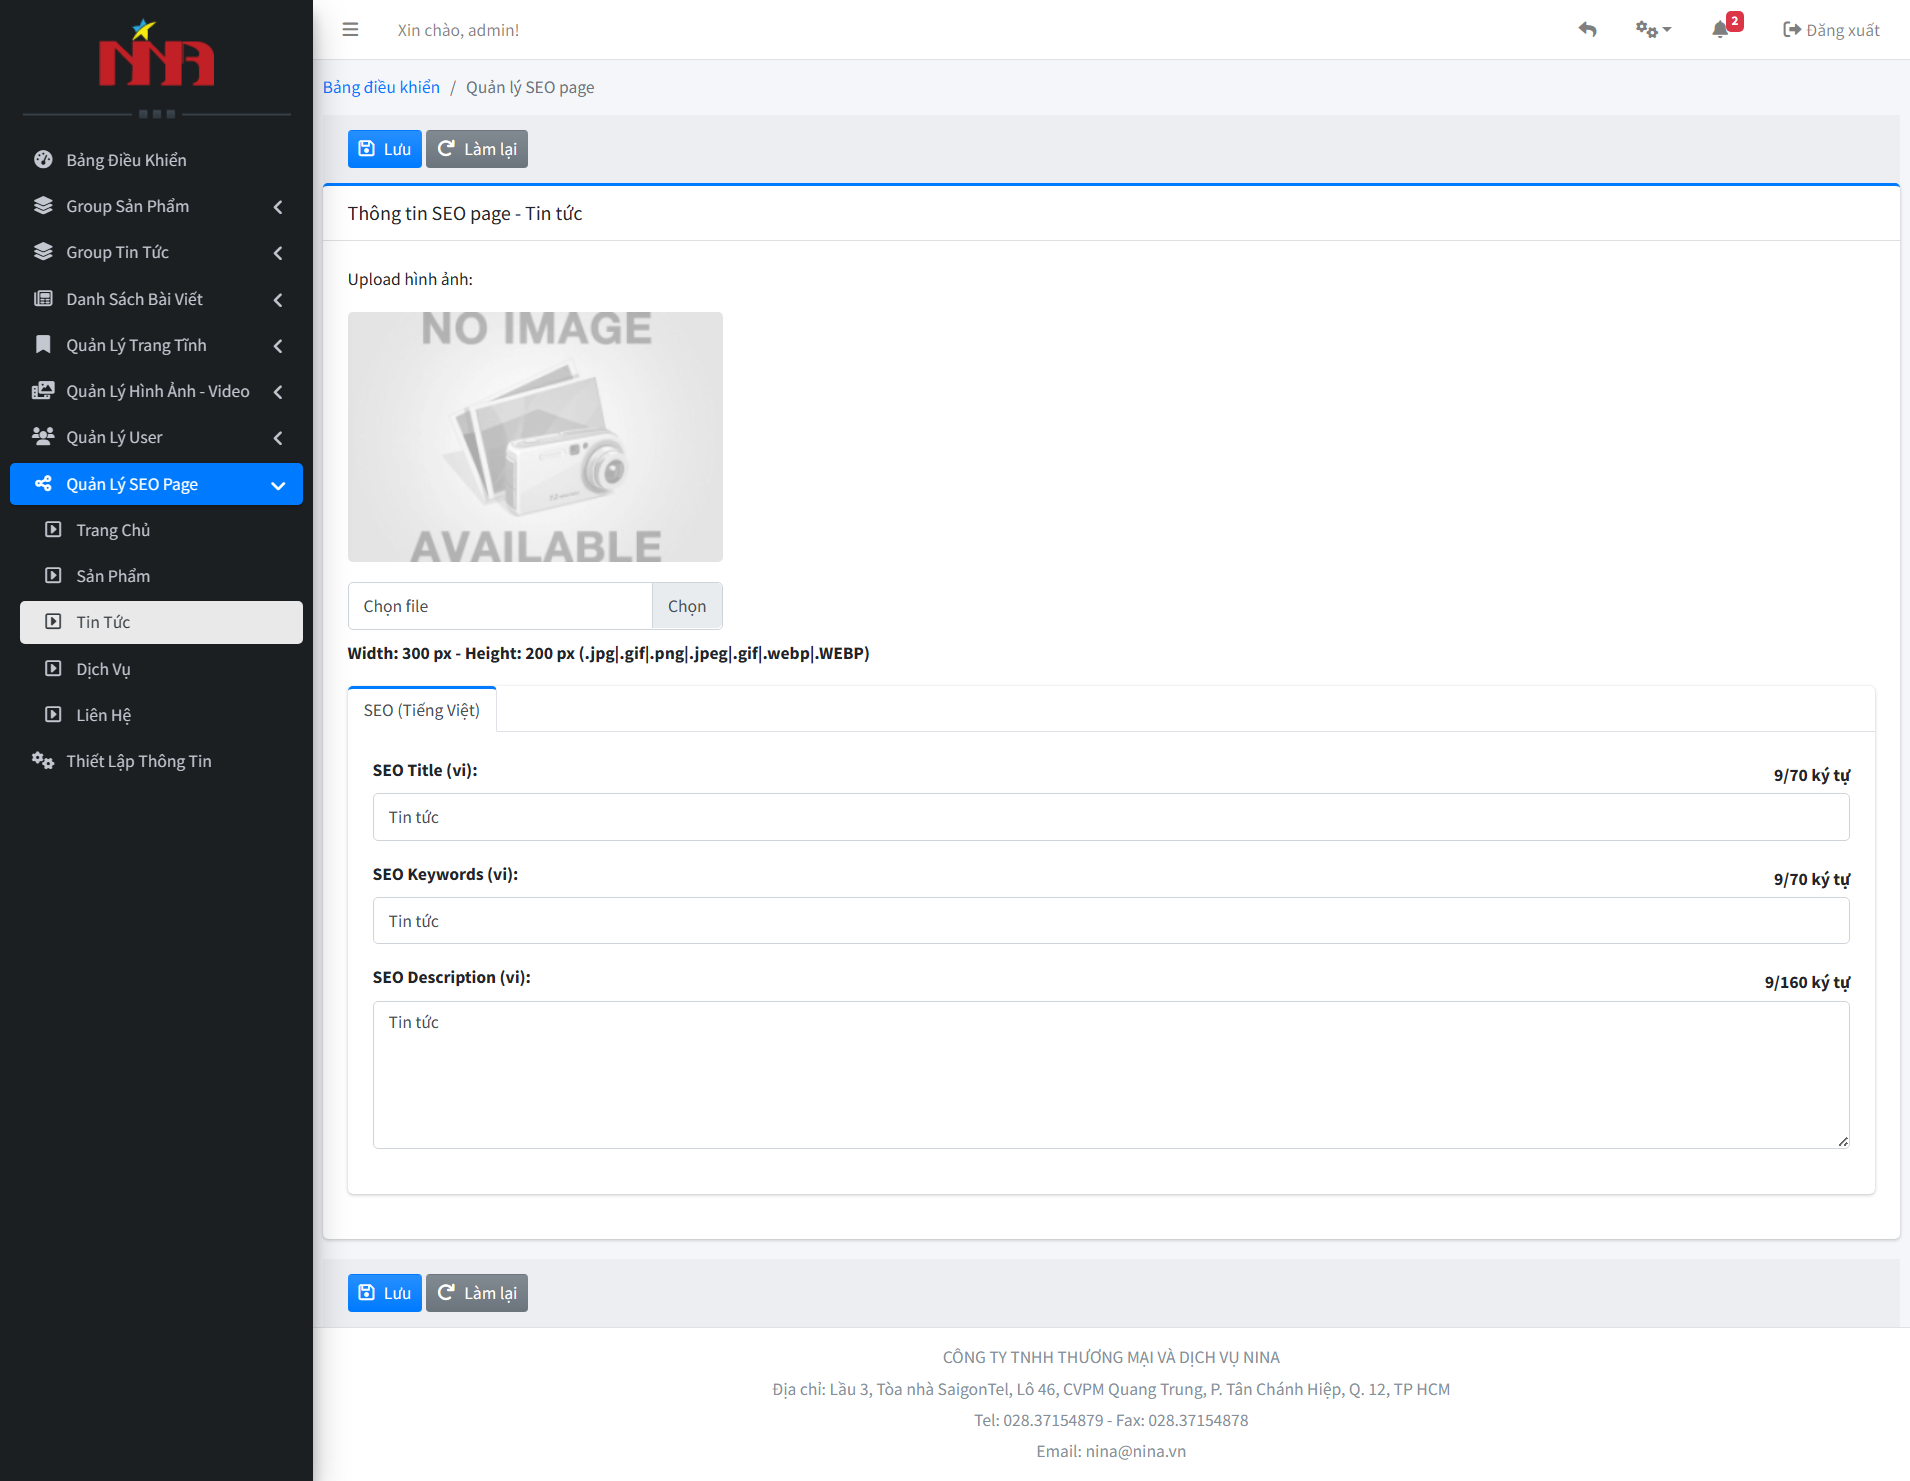 NINA
Bảng Điều Khiển
Group Sản Phẩm
Group Tin Tức
Danh Sách Bài Viết
Quản Lý Trang Tĩnh
Quản Lý Hình Ảnh - Video
Quản Lý User
Quản Lý SEO Page
Trang Chủ
Sản Phẩm
Tin Tức
Dịch Vụ
Liên Hệ
Thiết Lập Thông Tin
Xin chào, admin!
2
Đăng xuất
Bảng điều khiển / Quản lý SEO page
Lưu
Làm lại
Thông tin SEO page - Tin tức
Upload hình ảnh:
NO IMAGE
AVAILABLE
Chọn file
Chọn
Width: 300 px - Height: 200 px (.jpg|.gif|.png|.jpeg|.gif|.webp|.WEBP)
SEO (Tiếng Việt)
SEO Title (vi):
9/70 ký tự
Tin tức
SEO Keywords (vi):
9/70 ký tự
Tin tức
SEO Description (vi):
9/160 ký tự
Tin tức
Lưu
Làm lại
CÔNG TY TNHH THƯƠNG MẠI VÀ DỊCH VỤ NINA
Địa chỉ: Lầu 3, Tòa nhà SaigonTel, Lô 46, CVPM Quang Trung, P. Tân Chánh Hiệp, Q. 12, TP HCM
Tel: 028.37154879 - Fax: 028.37154878
Email: nina@nina.vn